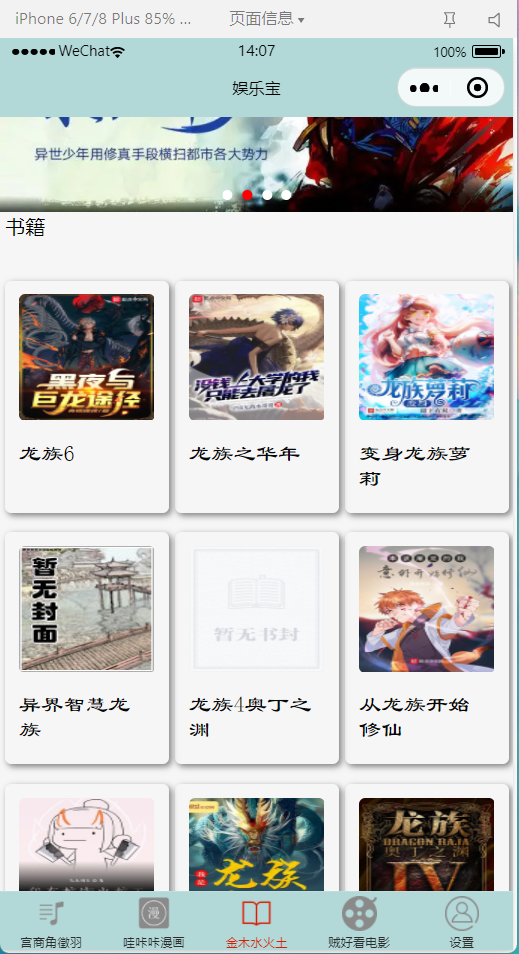 iPhone 6/7/8 Plus 85% ...
页面信息
WeChat
14:07
100%
娱乐宝
异世少年用修真手段横扫都市各大势力
书籍
黑夜与
巨龙途径
没钱上大学的我
只能去屠龙了
龙族萝莉
龙族6
龙族之华年
变身龙族萝
莉
暂无
封面
暂无书封
意外开始修仙
异界智慧龙
族
龙族4奥丁之
渊
从龙族开始
修仙
我是
龙族
龙族
DRAGON RAJA
奥丁之渊
IV
宫商角徵羽
漫
哇咔咔漫画
金木水火土
贼好看电影
设置